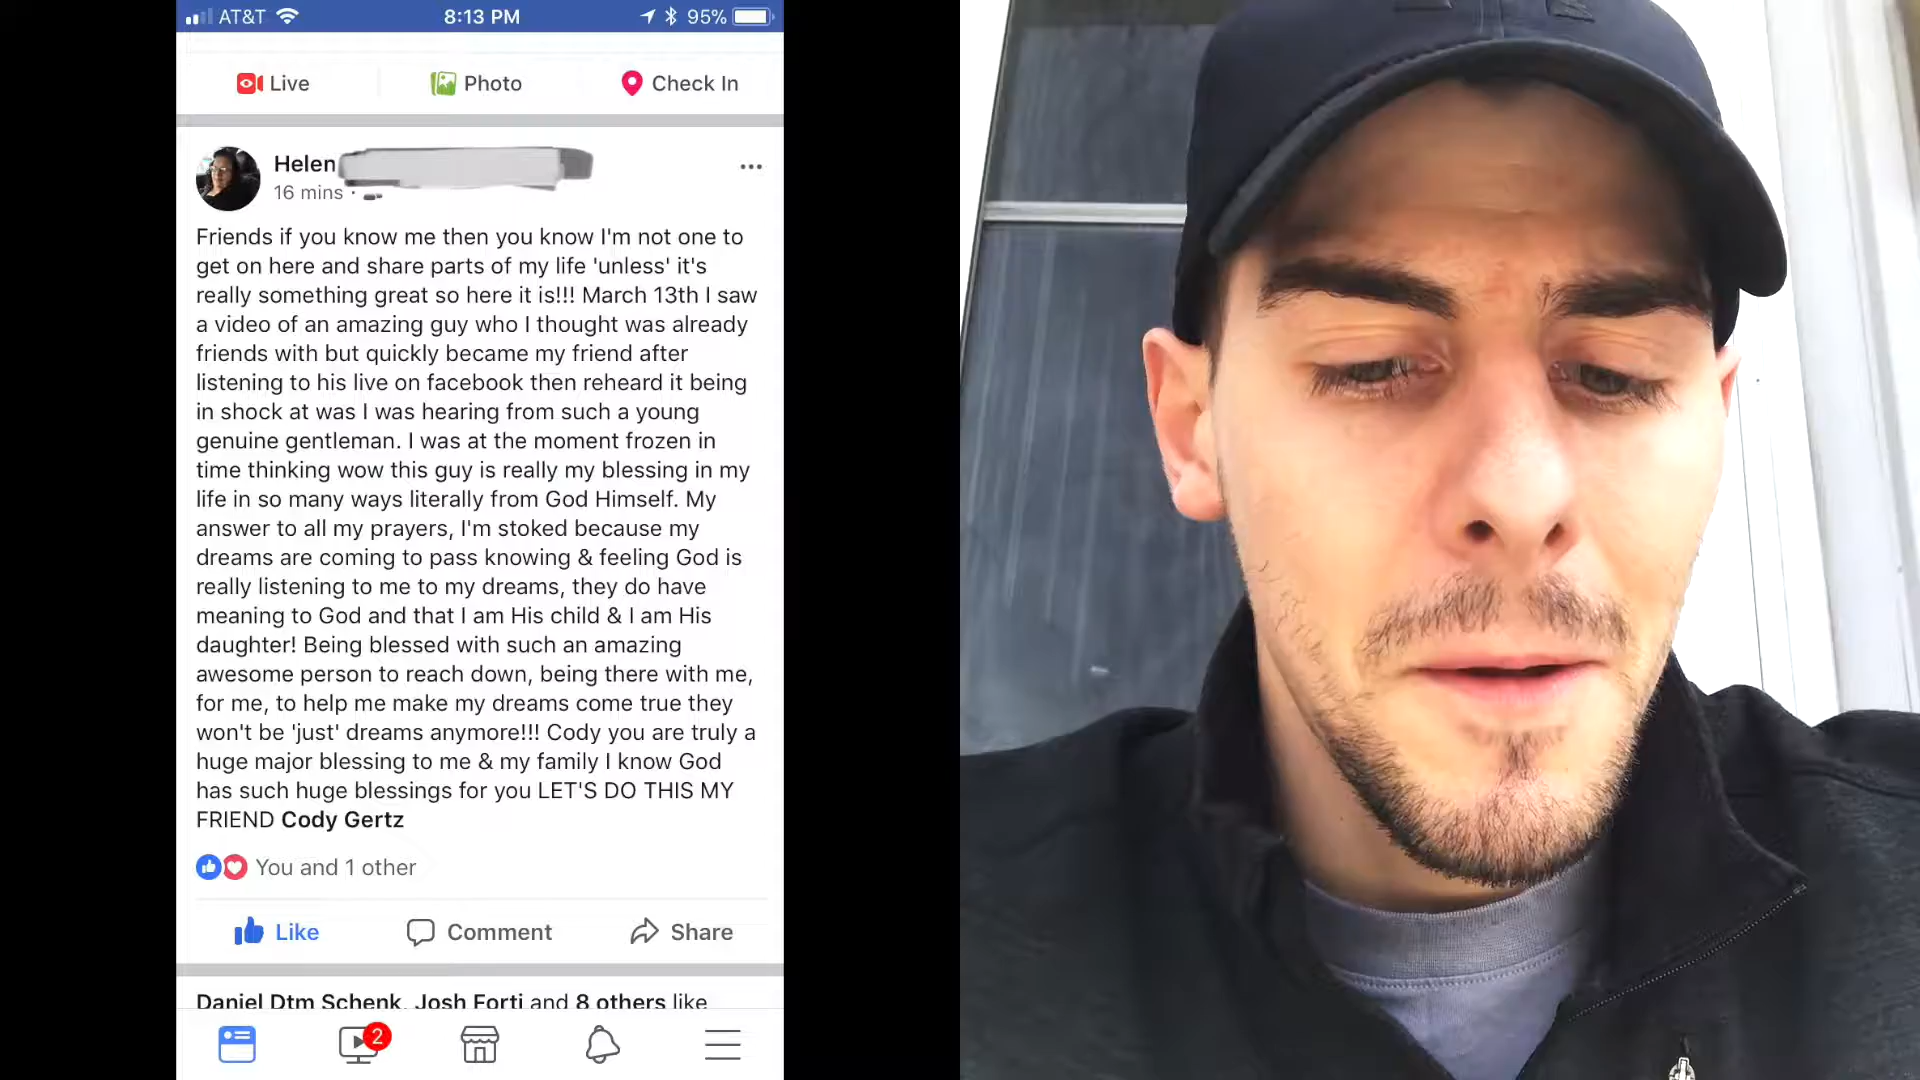 AT&T 8:13 PM 95%
Live Photo Check In
Helen
16 mins ·
Friends if you know me then you know I'm not one to
get on here and share parts of my life 'unless' it's
really something great so here it is!!! March 13th I saw
a video of an amazing guy who I thought was already
friends with but quickly became my friend after
listening to his live on facebook then reheard it being
in shock at was I was hearing from such a young
genuine gentleman. I was at the moment frozen in
time thinking wow this guy is really my blessing in my
life in so many ways literally from God Himself. My
answer to all my prayers, I'm stoked because my
dreams are coming to pass knowing & feeling God is
really listening to me to my dreams, they do have
meaning to God and that I am His child & I am His
daughter! Being blessed with such an amazing
awesome person to reach down, being there with me,
for me, to help me make my dreams come true they
won't be 'just' dreams anymore!!! Cody you are truly a
huge major blessing to me & my family I know God
has such huge blessings for you LET'S DO THIS MY
FRIEND Cody Gertz
You and 1 other
Like Comment Share
Daniel Dtm Schenk, Josh Forti and 8 others like
2